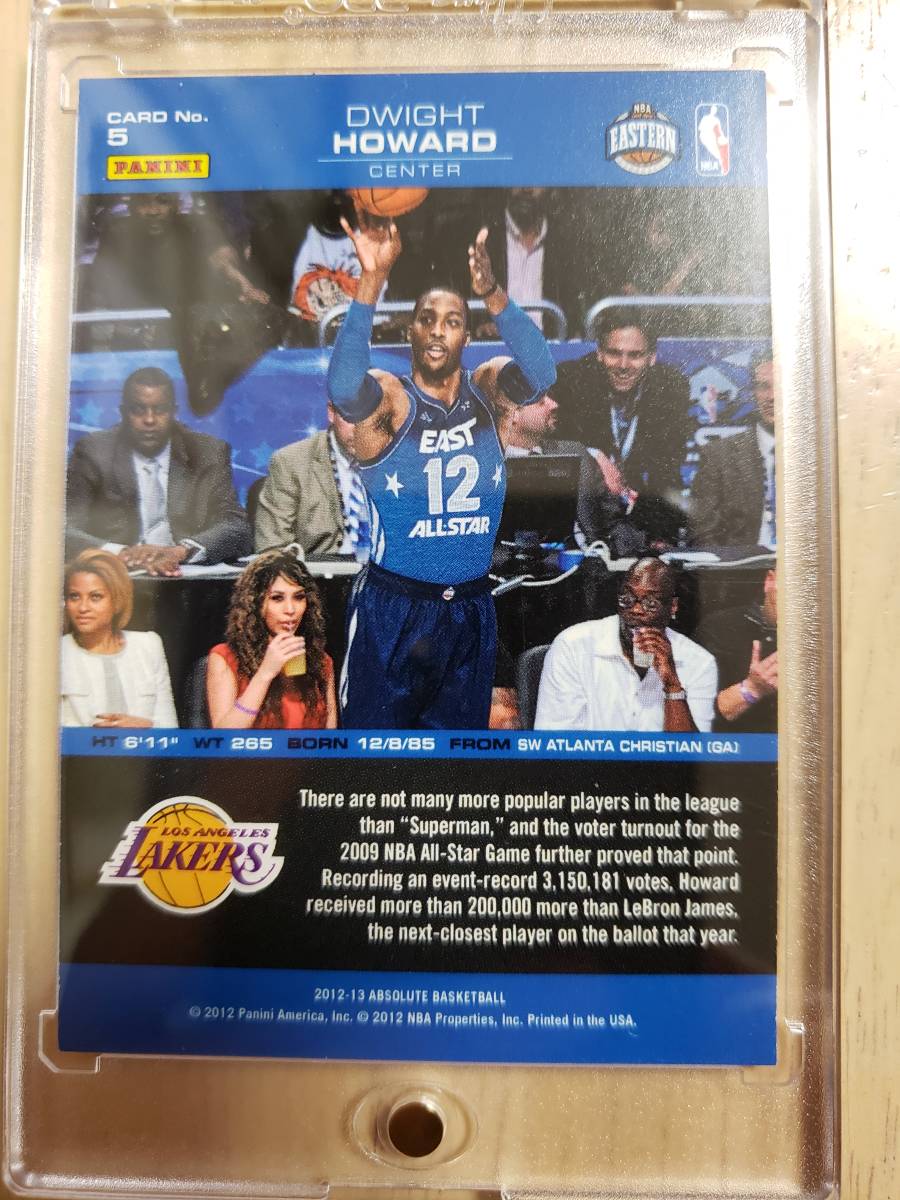 CARD No.
5
PANINI
DWIGHT
HOWARD
CENTER
NBA
EASTERN
NBA
EAST
12
ALL★STAR
HT 6'11" WT 265 BORN 12/8/85 FROM SW ATLANTA CHRISTIAN (GA)
LOS ANGELES
LAKERS
There are not many more popular players in the league
than “Superman,” and the voter turnout for the
2009 NBA All-Star Game further proved that point.
Recording an event-record 3,150,181 votes, Howard
received more than 200,000 more than LeBron James,
the next-closest player on the ballot that year.
2012-13 ABSOLUTE BASKETBALL
© 2012 Panini America, Inc. © 2012 NBA Properties, Inc. Printed in the USA.